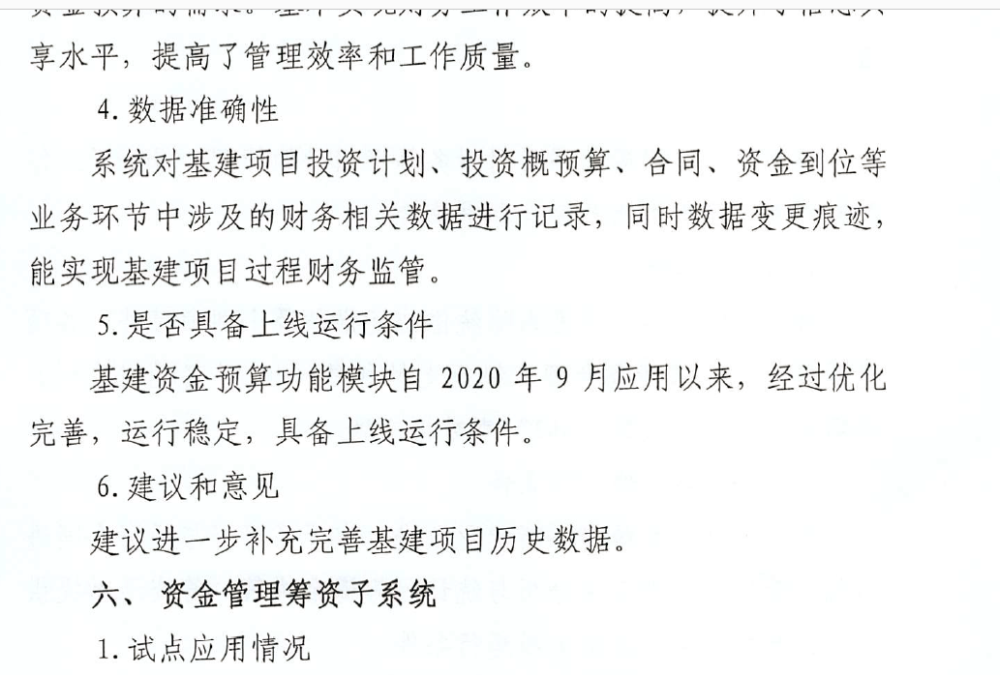 享水平，提高了管理效率和工作质量。
4.数据准确性
系统对基建项目投资计划、投资概预算、合同、资金到位等
业务环节中涉及的财务相关数据进行记录，同时数据变更痕迹，
能实现基建项目过程财务监管。
5.是否具备上线运行条件
基建资金预算功能模块自 2020 年 9 月应用以来，经过优化
完善，运行稳定，具备上线运行条件。
6.建议和意见
建议进一步补充完善基建项目历史数据。
六、资金管理筹资子系统
1.试点应用情况